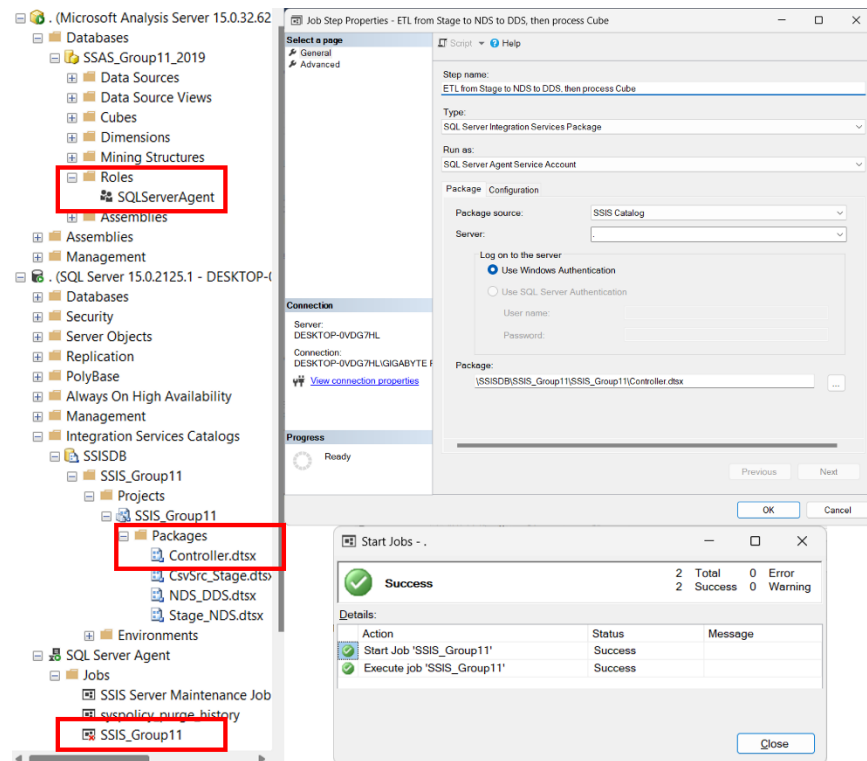 . (Microsoft Analysis Server 15.0.32.62
Databases
SSAS_Group11_2019
Data Sources
Data Source Views
Cubes
Dimensions
Mining Structures
Roles
SQLServerAgent
Assemblies
Assemblies
Management
. (SQL Server 15.0.2125.1 - DESKTOP-(
Databases
Security
Server Objects
Replication
PolyBase
Always On High Availability
Management
Integration Services Catalogs
SSISDB
SSIS_Group11
Projects
SSIS_Group11
Packages
Controller.dtsx
CsvSrc_Stage.dtsx
NDS_DDS.dtsx
Stage_NDS.dtsx
Environments
SQL Server Agent
Jobs
SSIS Server Maintenance Job
syspolicy_purge_history
SSIS_Group11
Job Step Properties - ETL from Stage to NDS to DDS, then process Cube
Select a page
General
Advanced
Script
Help
Step name:
ETL from Stage to NDS to DDS, then process Cube
Type:
SQL Server Integration Services Package
Run as:
SQL Server Agent Service Account
Package Configuration
Package source: SSIS Catalog
Server: .
Log on to the server
Use Windows Authentication
Use SQL Server Authentication
User name:
Password:
Package:
\SSISDB\SSIS_Group11\SSIS_Group11\Controller.dtsx
...
Connection
Server:
DESKTOP-0VDG7HL
Connection:
DESKTOP-0VDG7HL\GIGABYTE F
View connection properties
Progress
Ready
Previous Next
OK Cancel
Start Jobs - .
Success
2 Total 0 Error
2 Success 0 Warning
Details:
Action Status Message
Start Job 'SSIS_Group11' Success
Execute job 'SSIS_Group11' Success
Close